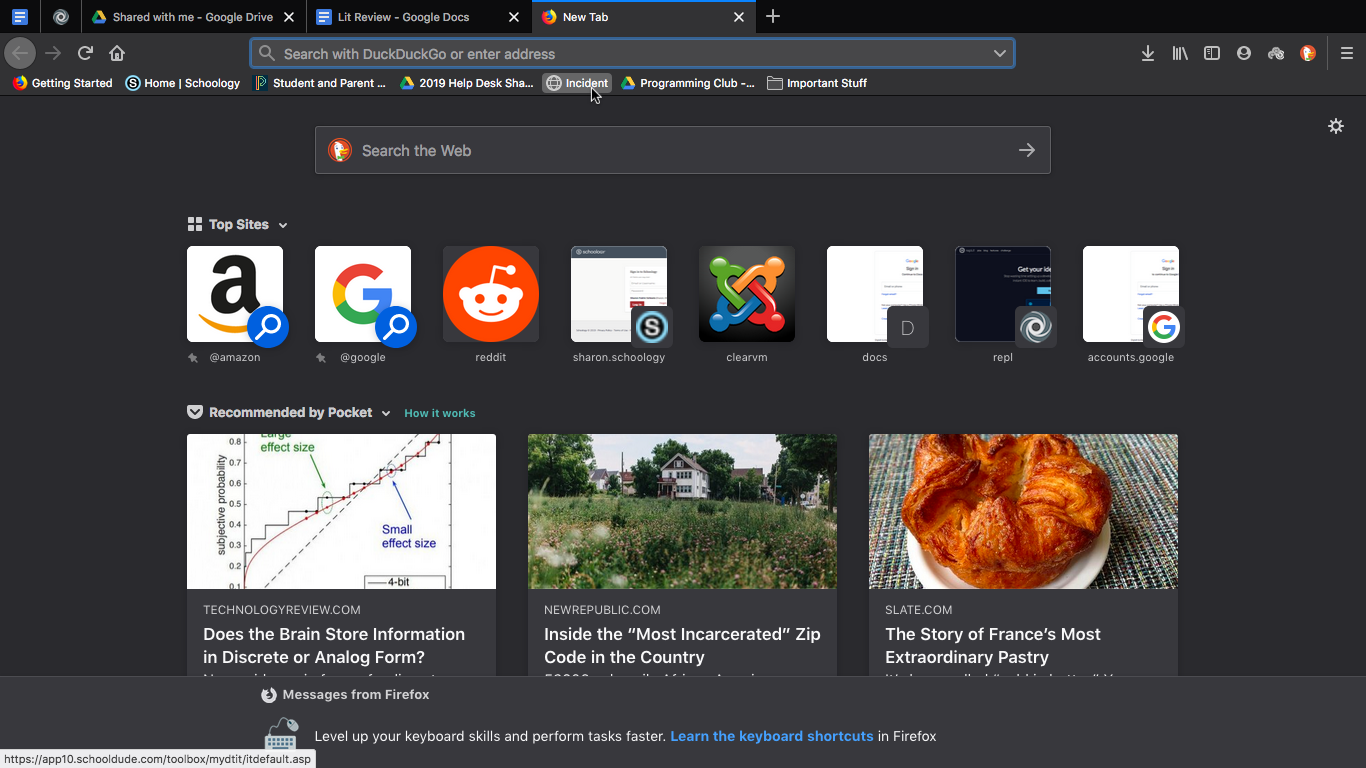 Shared with me - Google Drive
Lit Review - Google Docs
New Tab
Search with DuckDuckGo or enter address
Getting Started
Home | Schoology
Student and Parent ...
2019 Help Desk Sha...
Incident
Programming Club -...
Important Stuff
Search the Web
Top Sites
@amazon
@google
reddit
sharon.schoology
clearvm
docs
repl
accounts.google
D
Recommended by Pocket
How it works
Large
effect size
Small
effect size
subjective probability
0.8
0.7
0.6
0.5
0.4
0.3
0.2
0.1
4-bit
TECHNOLOGYREVIEW.COM
Does the Brain Store Information
in Discrete or Analog Form?
NEWREPUBLIC.COM
Inside the “Most Incarcerated” Zip
Code in the Country
SLATE.COM
The Story of France’s Most
Extraordinary Pastry
Messages from Firefox
Level up your keyboard skills and perform tasks faster. Learn the keyboard shortcuts in Firefox
https://app10.schooldude.com/toolbox/mydtit/itdefault.asp